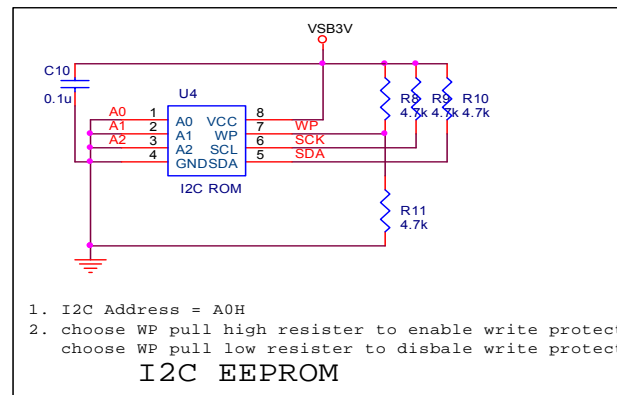 VSB3V
C10
0.1u
U4
A0 1 A0 VCC 8
A1 2 A1 WP 7 WP
A2 3 A2 SCL 6 SCK
4 GND SDA 5 SDA
I2C ROM
R8 R9 R10
4.7k 4.7k 4.7k
R11
4.7k
1. I2C Address = A0H
2. choose WP pull high resister to enable write protect
choose WP pull low resister to disbale write protect
I2C EEPROM